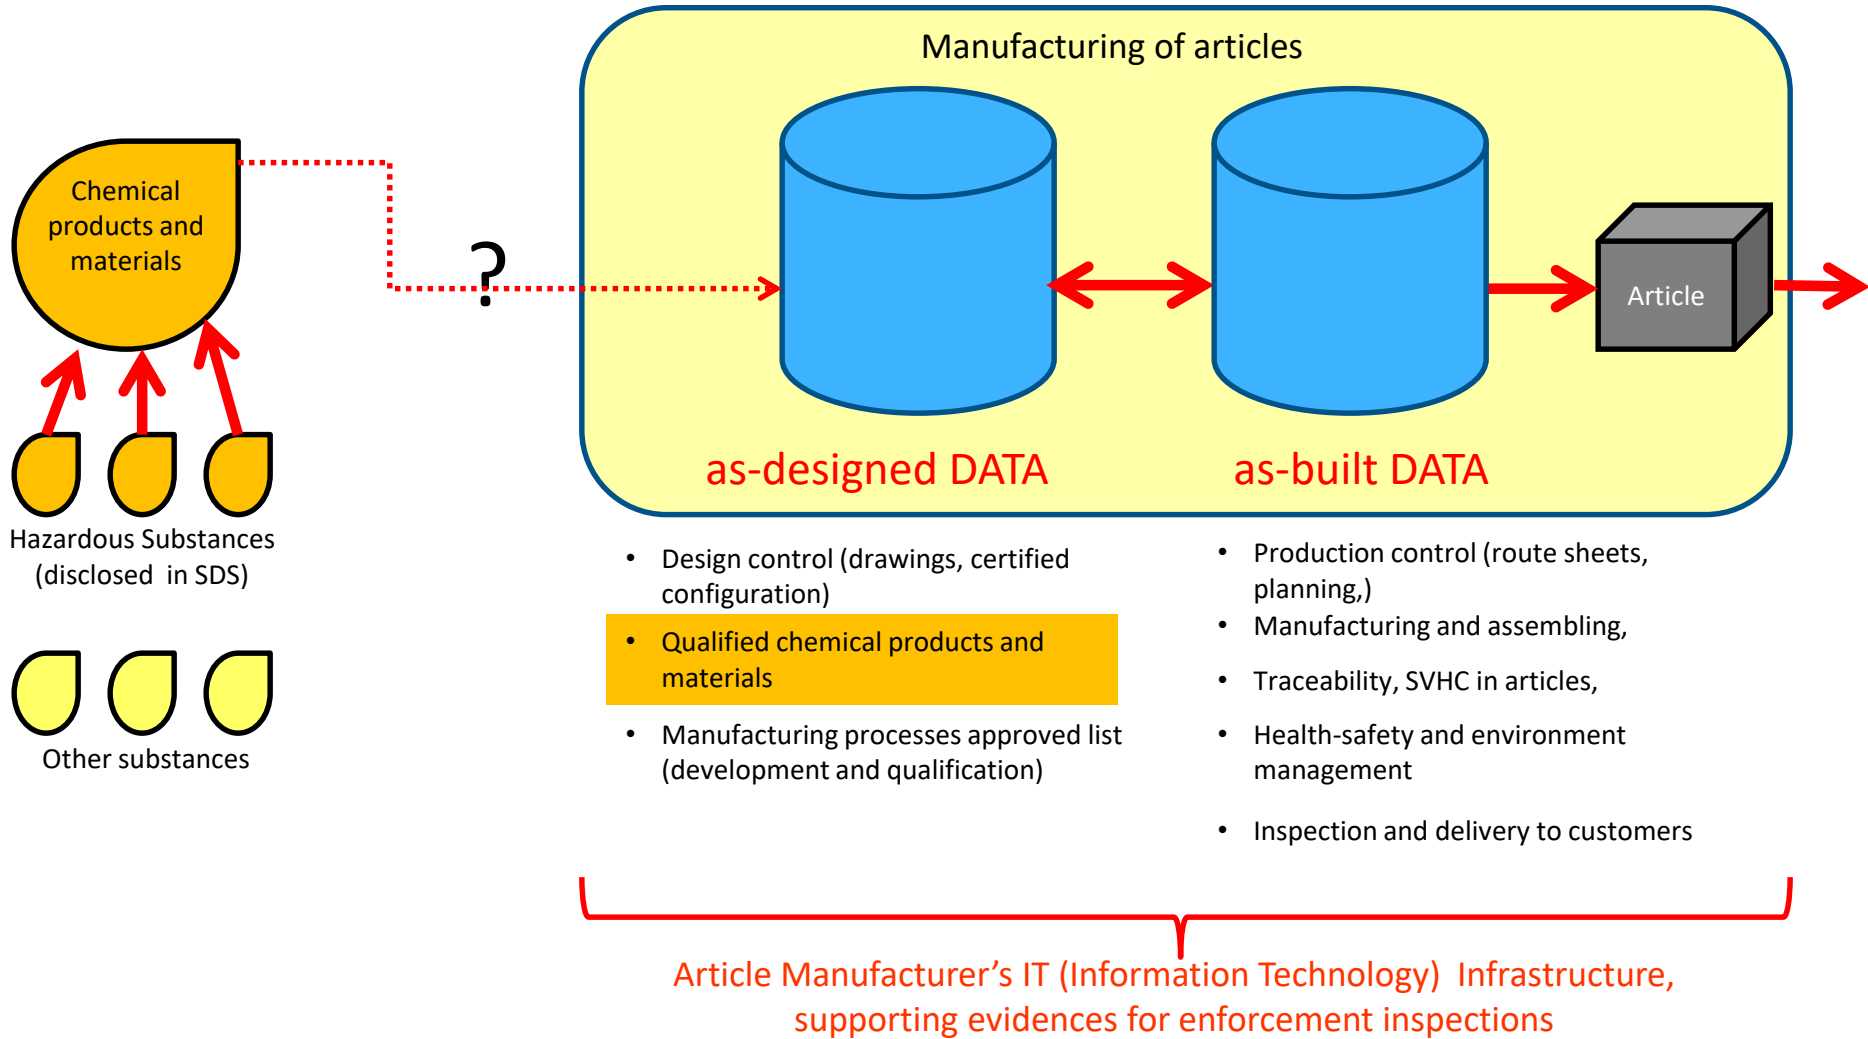 Manufacturing of articles
Chemical
products and
materials
?
Article
as-designed DATA
as-built DATA
Hazardous Substances
(disclosed  in SDS)
Other substances
• Design control (drawings, certified
configuration)
• Qualified chemical products and
materials
• Manufacturing processes approved list
(development and qualification)
• Production control (route sheets,
planning,)
• Manufacturing and assembling,
• Traceability, SVHC in articles,
• Health-safety and environment
management
• Inspection and delivery to customers
Article Manufacturer’s IT (Information Technology)  Infrastructure,
supporting evidences for enforcement inspections